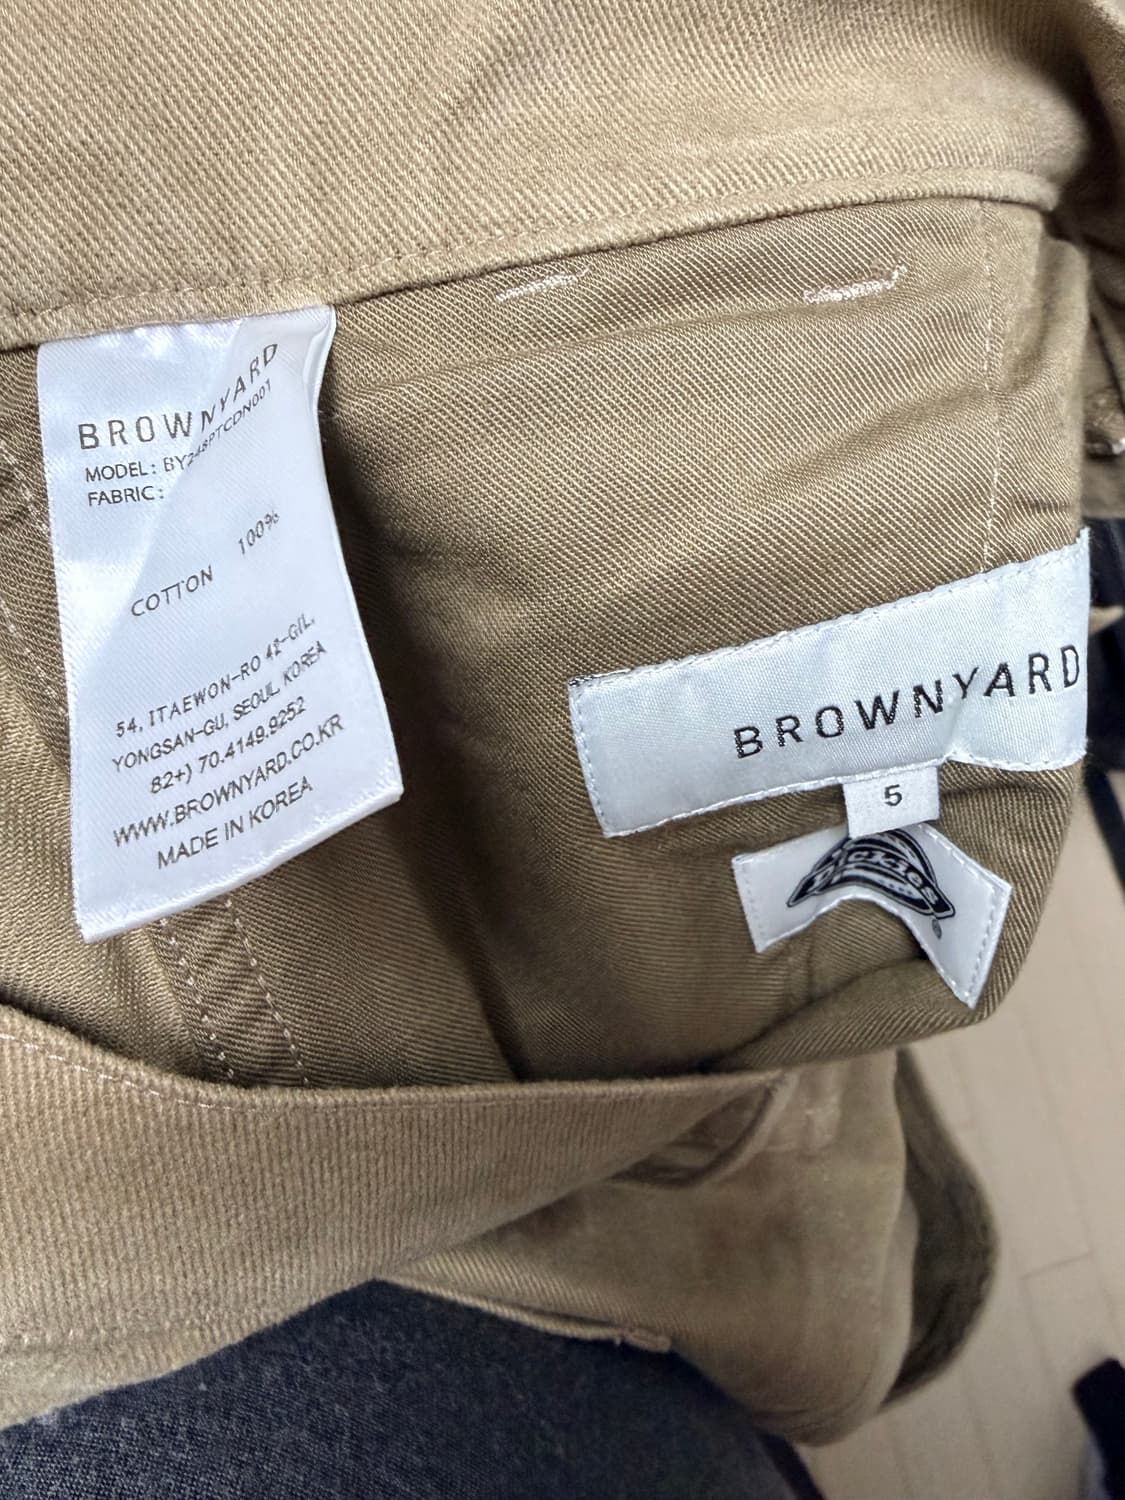 BROWNYARD
MODEL: BY248PTCDN001
FABRIC:
COTTON 100%
54, ITAEWON-RO 42-GIL,
YONGSAN-GU, SEOUL, KOREA
82+) 70.4149.9252
WWW.BROWNYARD.CO.KR
MADE IN KOREA
BROWNYARD
5
Dickies
®